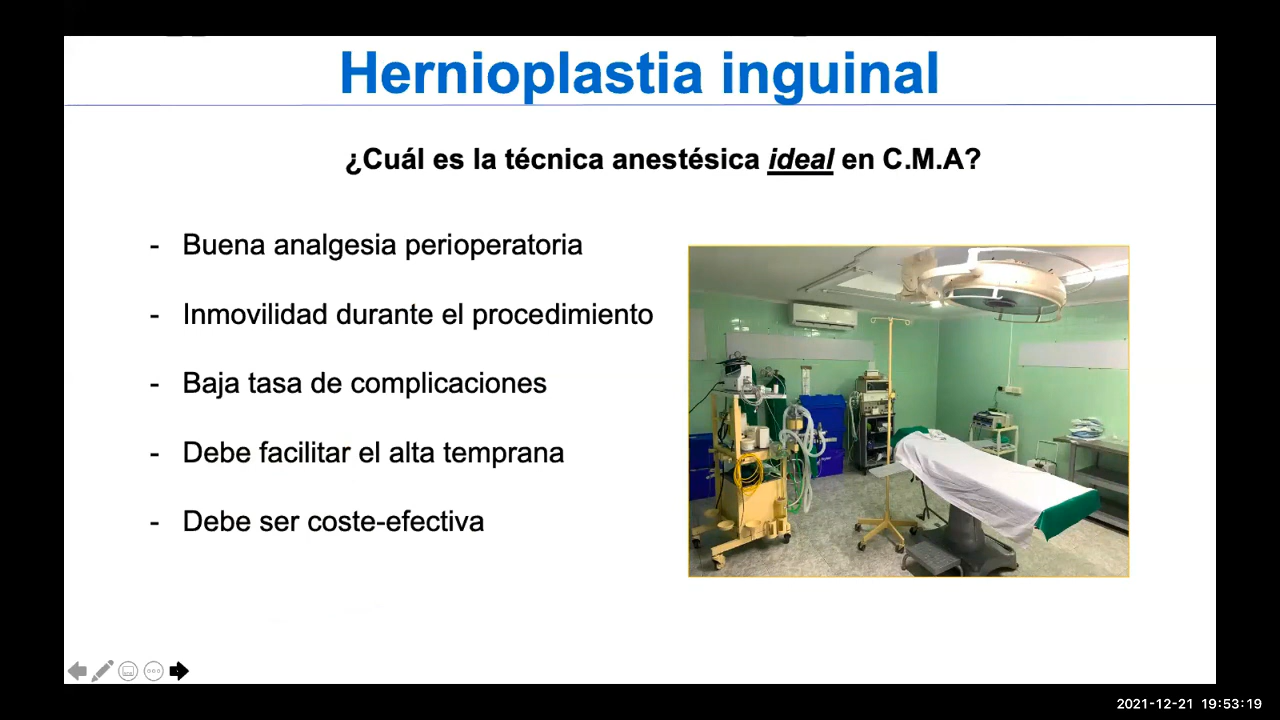 Hernioplastia inguinal
¿Cuál es la técnica anestésica ideal en C.M.A?
- Buena analgesia perioperatoria
- Inmovilidad durante el procedimiento
- Baja tasa de complicaciones
- Debe facilitar el alta temprana
- Debe ser coste-efectiva
2021-12-21 19:53:19